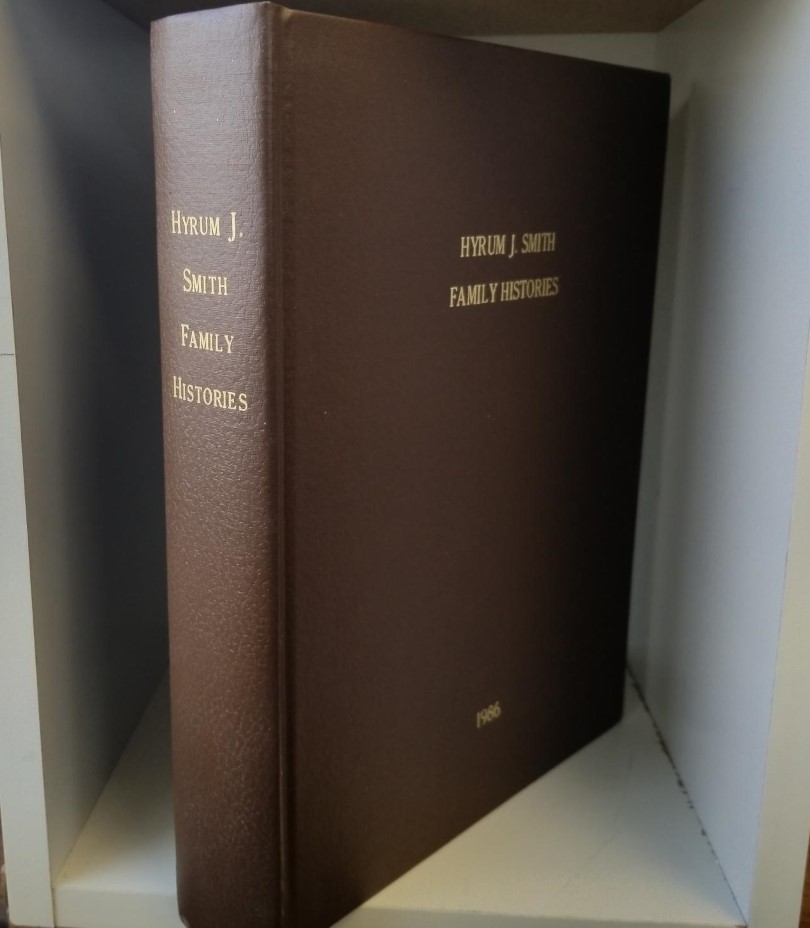 HYRUM J.
SMITH
FAMILY
HISTORIES
HYRUM J. SMITH
FAMILY HISTORIES
1986